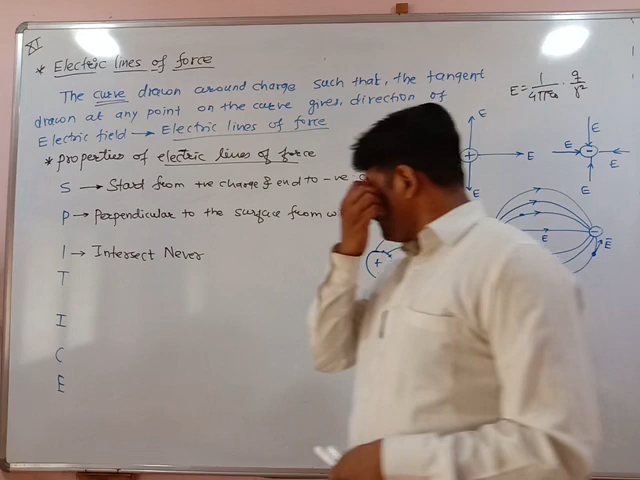 XI
* Electric lines of force
The curve drawn around charge such that, the tangent
drawn at any point on the curve gives, direction of
Electric field → Electric lines of force
* properties of electric lines of force
S → Start from +ve charge & end to -ve
P → Perpendicular to the surface from
I → Intersect Never
T
I
C
E
E = 1/4πε₀ · q/r²
E
+ E
E
E
E - E
E
E
+ -
E
E